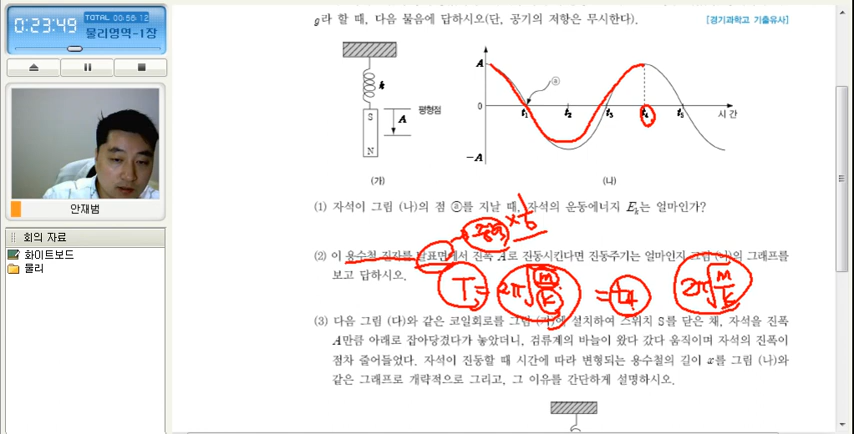 00:23:49
TOTAL 00:56:12
물리영역-1장
안재범
회의 자료
화이트보드
물리
g라 할 때, 다음 물음에 답하시오(단, 공기의 저항은 무시한다).
[경기과학고 기출유사]
k
S
N
평형점
A
(가)
A
0
−A
ⓐ
t₁ t₂ t₃ t₄ t₅ 시간
(나)
(1) 자석이 그림 (나)의 점 ⓐ를 지날 때, 자석의 운동에너지 Eₖ는 얼마인가?
중력 × 1/6
(2) 이 용수철 진자를 달표면에서 진폭 A로 진동시킨다면 진동주기는 얼마인지 그림 (나)의 그래프를
보고 답하시오.
T = 2π√(m/k) = t₄ 2π√(m/k)
(3) 다음 그림 (다)와 같은 코일회로를 그림 (가)에 설치하여 스위치 S를 닫은 채, 자석을 진폭
A만큼 아래로 잡아당겼다가 놓았더니, 검류계의 바늘이 왔다 갔다 움직이며 자석의 진폭이
점차 줄어들었다. 자석이 진동할 때 시간에 따라 변형되는 용수철의 길이 x를 그림 (나)와
같은 그래프로 개략적으로 그리고, 그 이유를 간단하게 설명하시오.